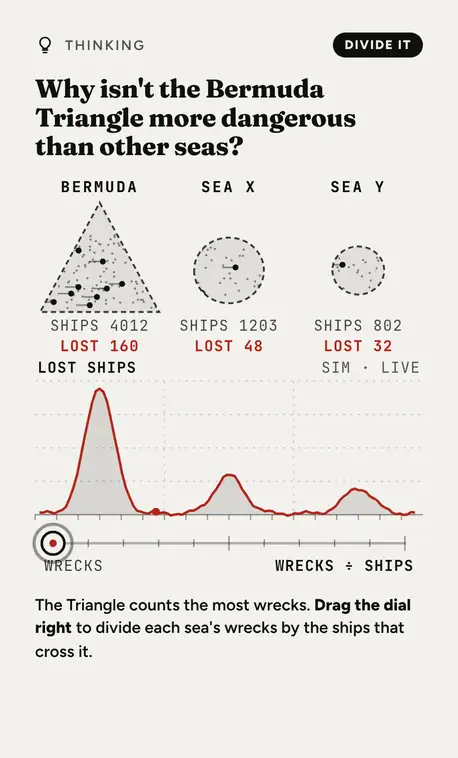 THINKING
DIVIDE IT
Why isn't the Bermuda
Triangle more dangerous
than other seas?
BERMUDA SEA X SEA Y
SHIPS 4012 SHIPS 1203 SHIPS 802
LOST 160 LOST 48 LOST 32
LOST SHIPS SIM · LIVE
WRECKS WRECKS ÷ SHIPS
The Triangle counts the most wrecks. Drag the dial
right to divide each sea's wrecks by the ships that
cross it.